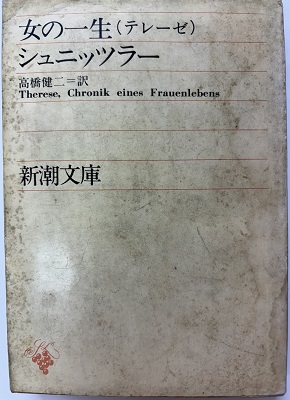 女の一生(テレーゼ)
シュニッツラー
高橋健二=訳
Therese, Chronik eines Frauenlebens
新潮文庫